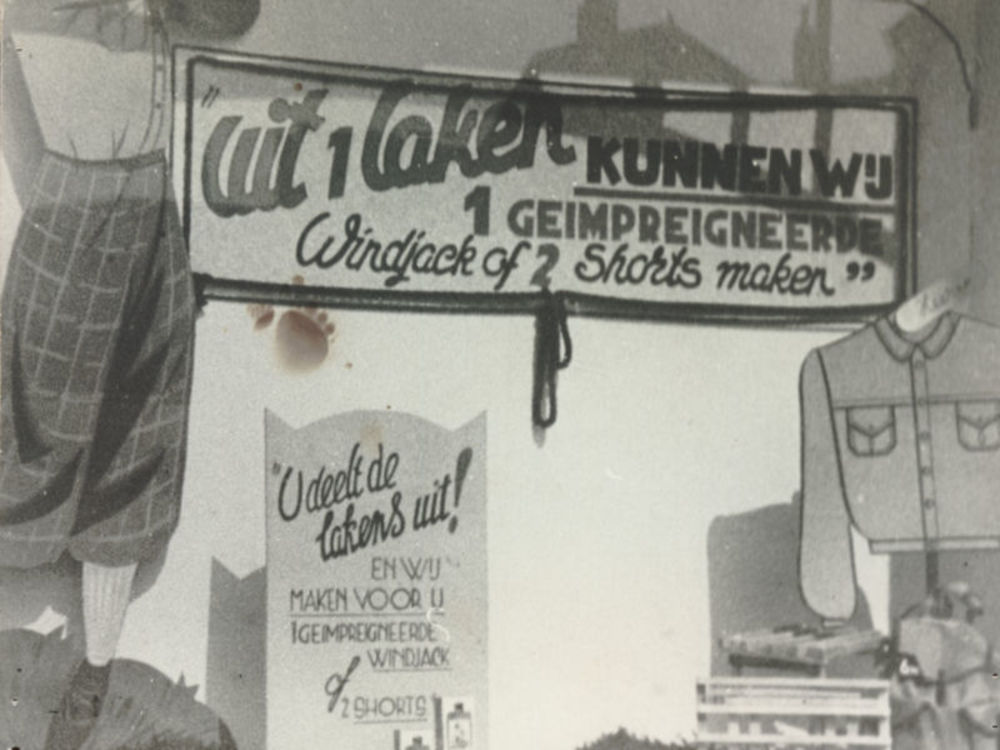 "Uit 1 laken KUNNEN WIJ
1 GEIMPREIGNEERDE
Windjack of 2 Shorts maken"
"U deelt de
lakens uit!
EN WIJ
MAKEN VOOR U
1 GEIMPREIGNEERDE
WINDJACK
of
2 SHORTS